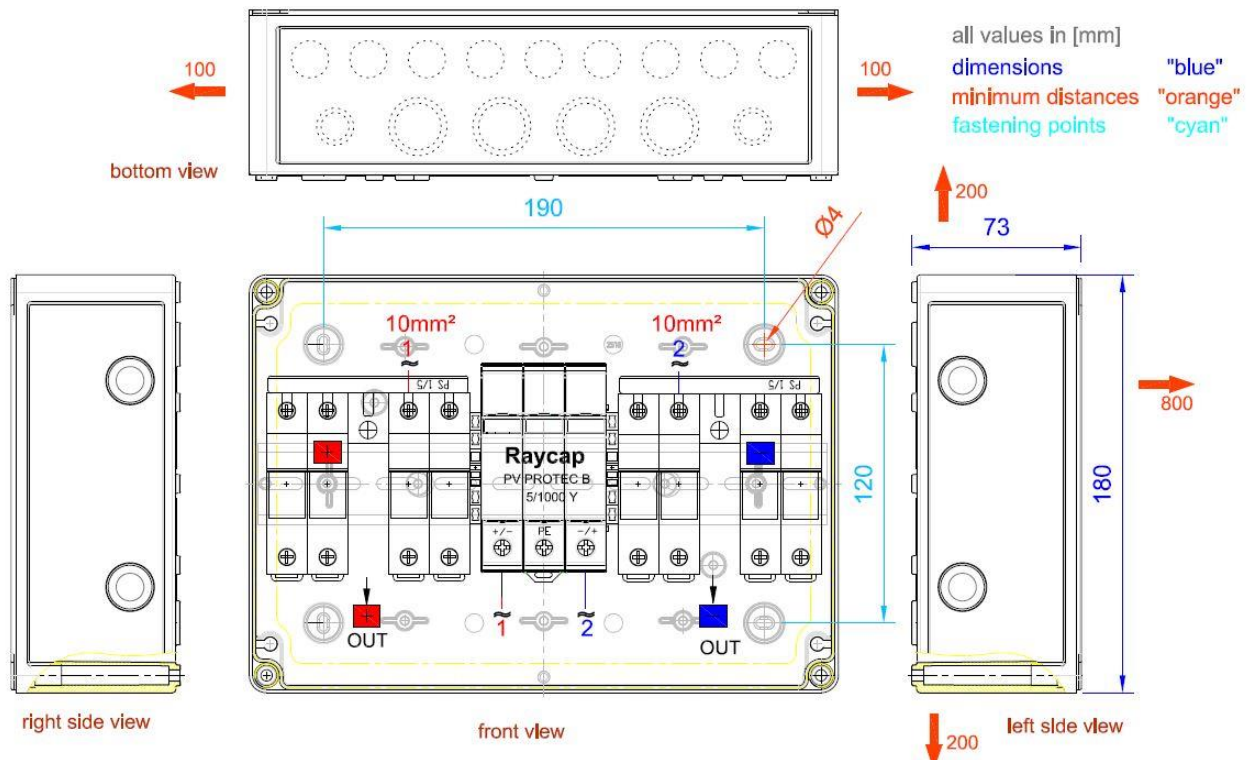 all values in [mm]
dimensions "blue"
minimum distances "orange"
fastening points "cyan"
100
100
bottom view
200
190
Ø4
73
10mm²
1
≈
10mm²
2
≈
PS 1/5
PS 1/5
800
Raycap
PV PROTEC B
5/1000 Y
120
180
+/- PE -/+
≈
1
≈
2
OUT
OUT
right side view
front view
left side view
200